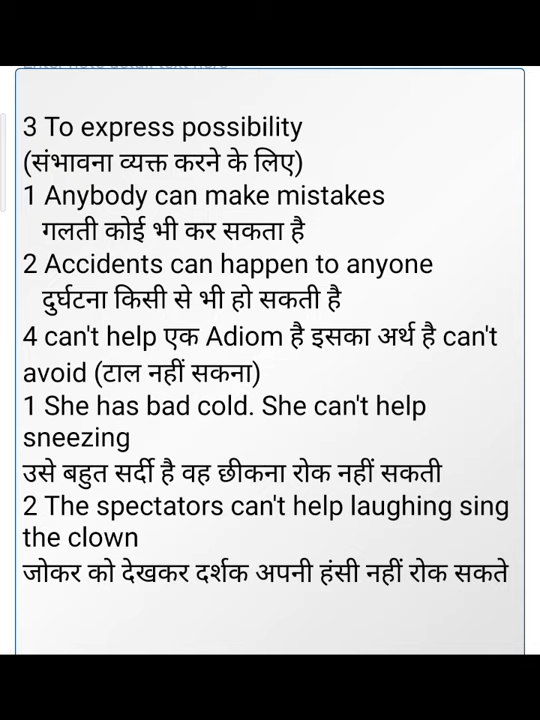 3 To express possibility
(संभावना व्यक्त करने के लिए)
1 Anybody can make mistakes
गलती कोई भी कर सकता है
2 Accidents can happen to anyone
दुर्घटना किसी से भी हो सकती है
4 can't help एक Adiom है इसका अर्थ है can't
avoid (टाल नहीं सकना)
1 She has bad cold. She can't help
sneezing
उसे बहुत सर्दी है वह छीकना रोक नहीं सकती
2 The spectators can't help laughing sing
the clown
जोकर को देखकर दर्शक अपनी हंसी नहीं रोक सकते